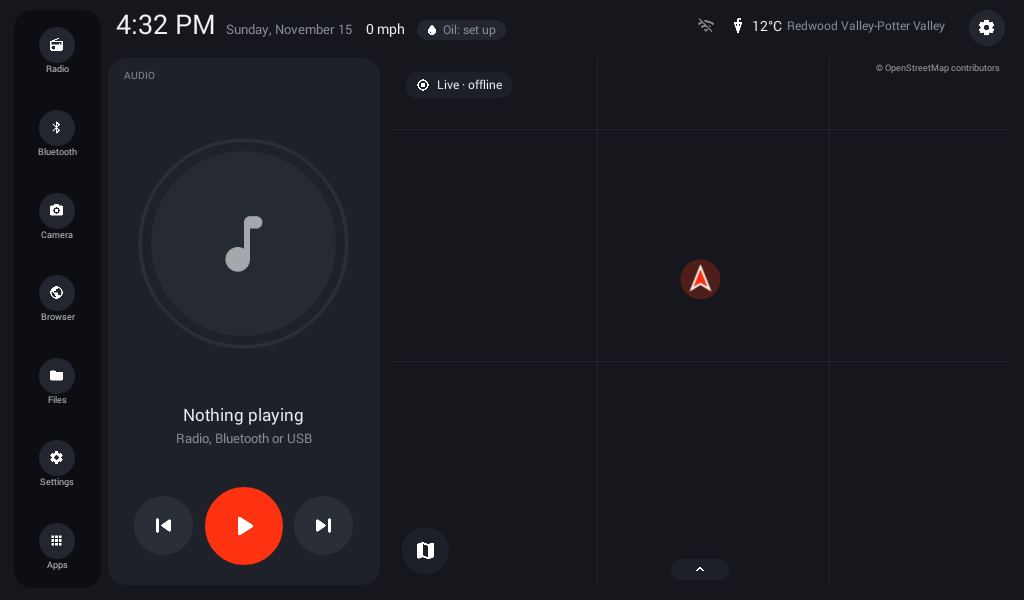 4:32 PM Sunday, November 15 0 mph Oil: set up 12°C Redwood Valley-Potter Valley
Radio
Bluetooth
Camera
Browser
Files
Settings
Apps
AUDIO
Nothing playing
Radio, Bluetooth or USB
Live · offline
© OpenStreetMap contributors